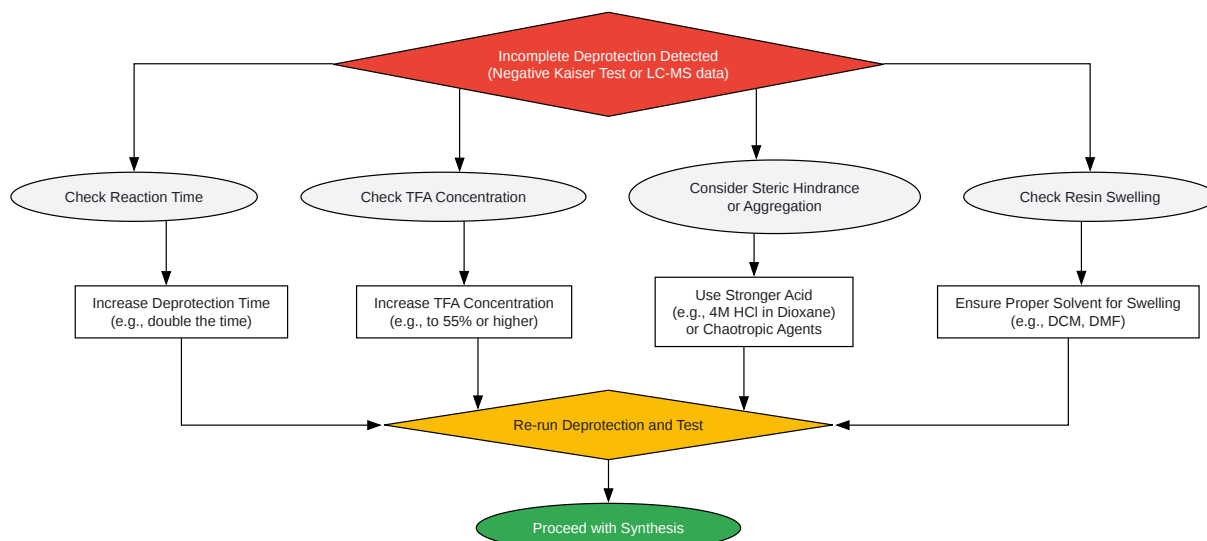 Incomplete Deprotection Detected
(Negative Kaiser Test or LC-MS data)
Check Reaction Time
Check TFA Concentration
Consider Steric Hindrance
or Aggregation
Check Resin Swelling
Increase Deprotection Time
(e.g., double the time)
Increase TFA Concentration
(e.g., to 55% or higher)
Use Stronger Acid
(e.g., 4M HCl in Dioxane)
or Chaotropic Agents
Ensure Proper Solvent for Swelling
(e.g., DCM, DMF)
Re-run Deprotection and Test
Proceed with Synthesis